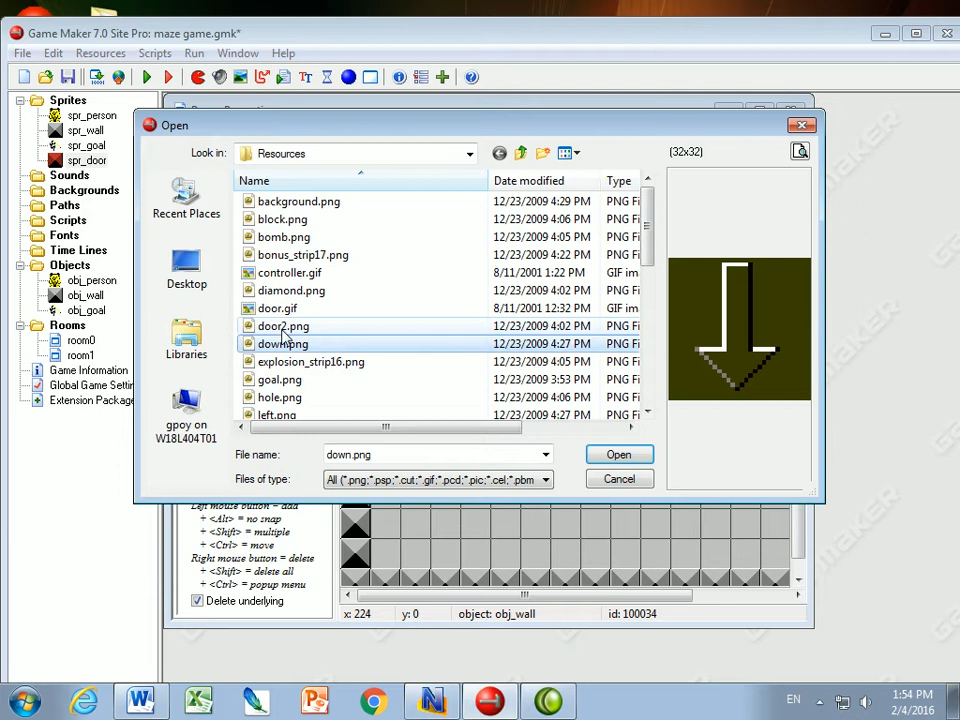 Game Maker 7.0 Site Pro: maze game.gmk*
File Edit Resources Scripts Run Window Help
Sprites
spr_person
spr_wall
spr_goal
spr_door
Sounds
Backgrounds
Paths
Scripts
Fonts
Time Lines
Objects
obj_person
obj_wall
obj_goal
Rooms
room0
room1
Game Information
Global Game Settin
Extension Package
Open
Look in: Resources
(32x32)
Recent Places
Desktop
Libraries
gpoy on
W18L404T01
Name Date modified Type
background.png 12/23/2009 4:29 PM PNG Fi
block.png 12/23/2009 4:06 PM PNG Fi
bomb.png 12/23/2009 4:05 PM PNG Fi
bonus_strip17.png 12/23/2009 4:22 PM PNG Fi
controller.gif 8/11/2001 1:22 PM GIF im
diamond.png 12/23/2009 4:02 PM PNG Fi
door.gif 8/11/2001 12:32 PM GIF im
door2.png 12/23/2009 4:02 PM PNG Fi
down.png 12/23/2009 4:27 PM PNG Fi
explosion_strip16.png 12/23/2009 4:05 PM PNG Fi
goal.png 12/23/2009 3:53 PM PNG Fi
hole.png 12/23/2009 4:06 PM PNG Fi
left.png 12/23/2009 4:27 PM PNG Fi
File name: down.png Open
Files of type: All (*.png;*.psp;*.cut;*.gif;*.pcd;*.pic;*.cel;*.pbm Cancel
Left mouse button = add
+ <Alt> = no snap
+ <Shift> = multiple
+ <Ctrl> = move
Right mouse button = delete
+ <Shift> = delete all
+ <Ctrl> = popup menu
Delete underlying
x: 224 y: 0 object: obj_wall id: 100034
EN
1:54 PM
2/4/2016